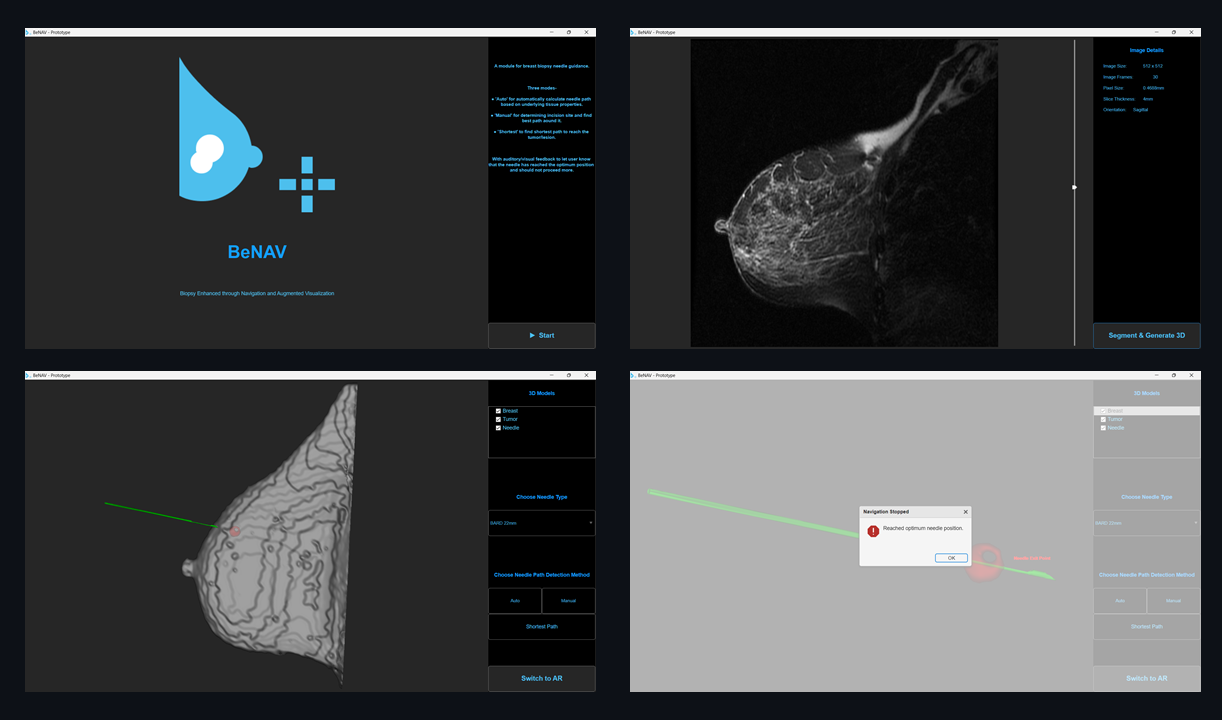 BeNAV - Prototype
A module for breast biopsy needle guidance.
Three modes-
• 'Auto' for automatically calculate needle path
based on underlying tissue properties.
• 'Manual' for determining incision site and find
best path around it.
• 'Shortest' to find shortest path to reach the
tumor/lesion.
With auditory/visual feedback to let user know
that the needle has reached the optimum position
and should not proceed more.
BeNAV
Biopsy Enhanced through Navigation and Augmented Visualization
Start
BeNAV - Prototype
Image Details
Image Size: 512 x 512
Image Frames: 30
Pixel Size: 0.4688mm
Slice Thickness: 4mm
Orientation: Sagittal
Segment & Generate 3D
BeNAV - Prototype
3D Models
Breast
Tumor
Needle
Choose Needle Type
BARD 22mm
Choose Needle Path Detection Method
Auto
Manual
Shortest Path
Switch to AR
BeNAV - Prototype
3D Models
Breast
Tumor
Needle
Choose Needle Type
BARD 22mm
Navigation Stopped
Reached optimum needle position.
OK
Choose Needle Path Detection Method
Auto
Manual
Shortest Path
Switch to AR